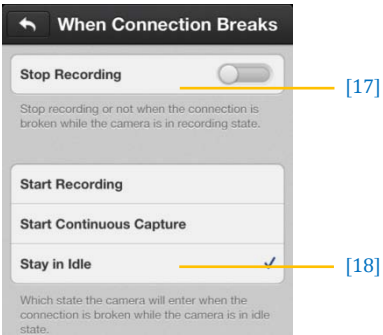 When Connection Breaks
Stop Recording
[17]
Stop recording or not when the connection is
broken while the camera is in recording state.
Start Recording
Start Continuous Capture
Stay in Idle
[18]
Which state the camera will enter when the
connection is broken while the camera is in idle
state.